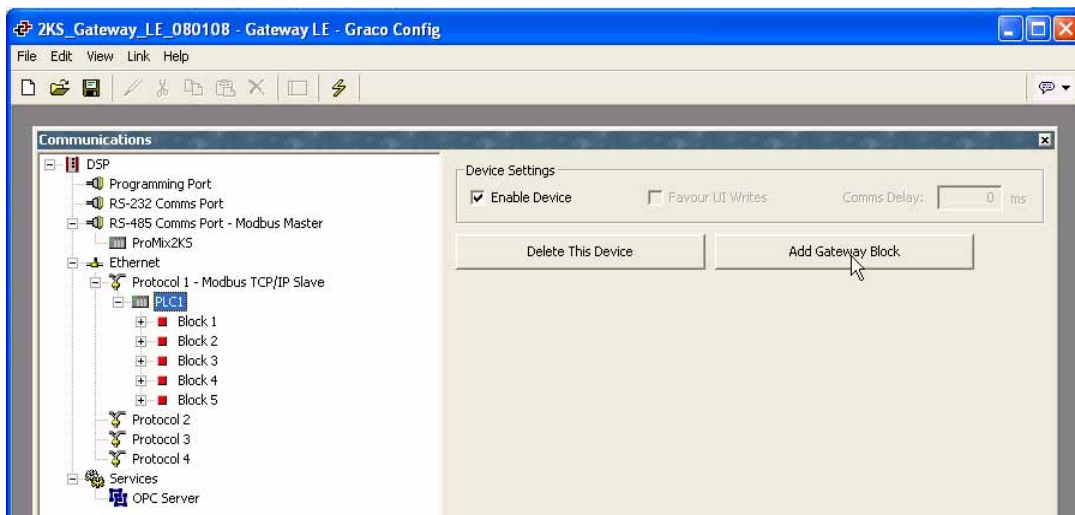 2KS_Gateway_LE_080108 - Gateway LE - Graco Config
File Edit View Link Help
Communications
DSP
Programming Port
RS-232 Comms Port
RS-485 Comms Port - Modbus Master
ProMix2KS
Ethernet
Protocol 1 - Modbus TCP/IP Slave
PLC1
Block 1
Block 2
Block 3
Block 4
Block 5
Protocol 2
Protocol 3
Protocol 4
Services
OPC Server
Device Settings
Enable Device Favour UI Writes Comms Delay: 0 ms
Delete This Device Add Gateway Block